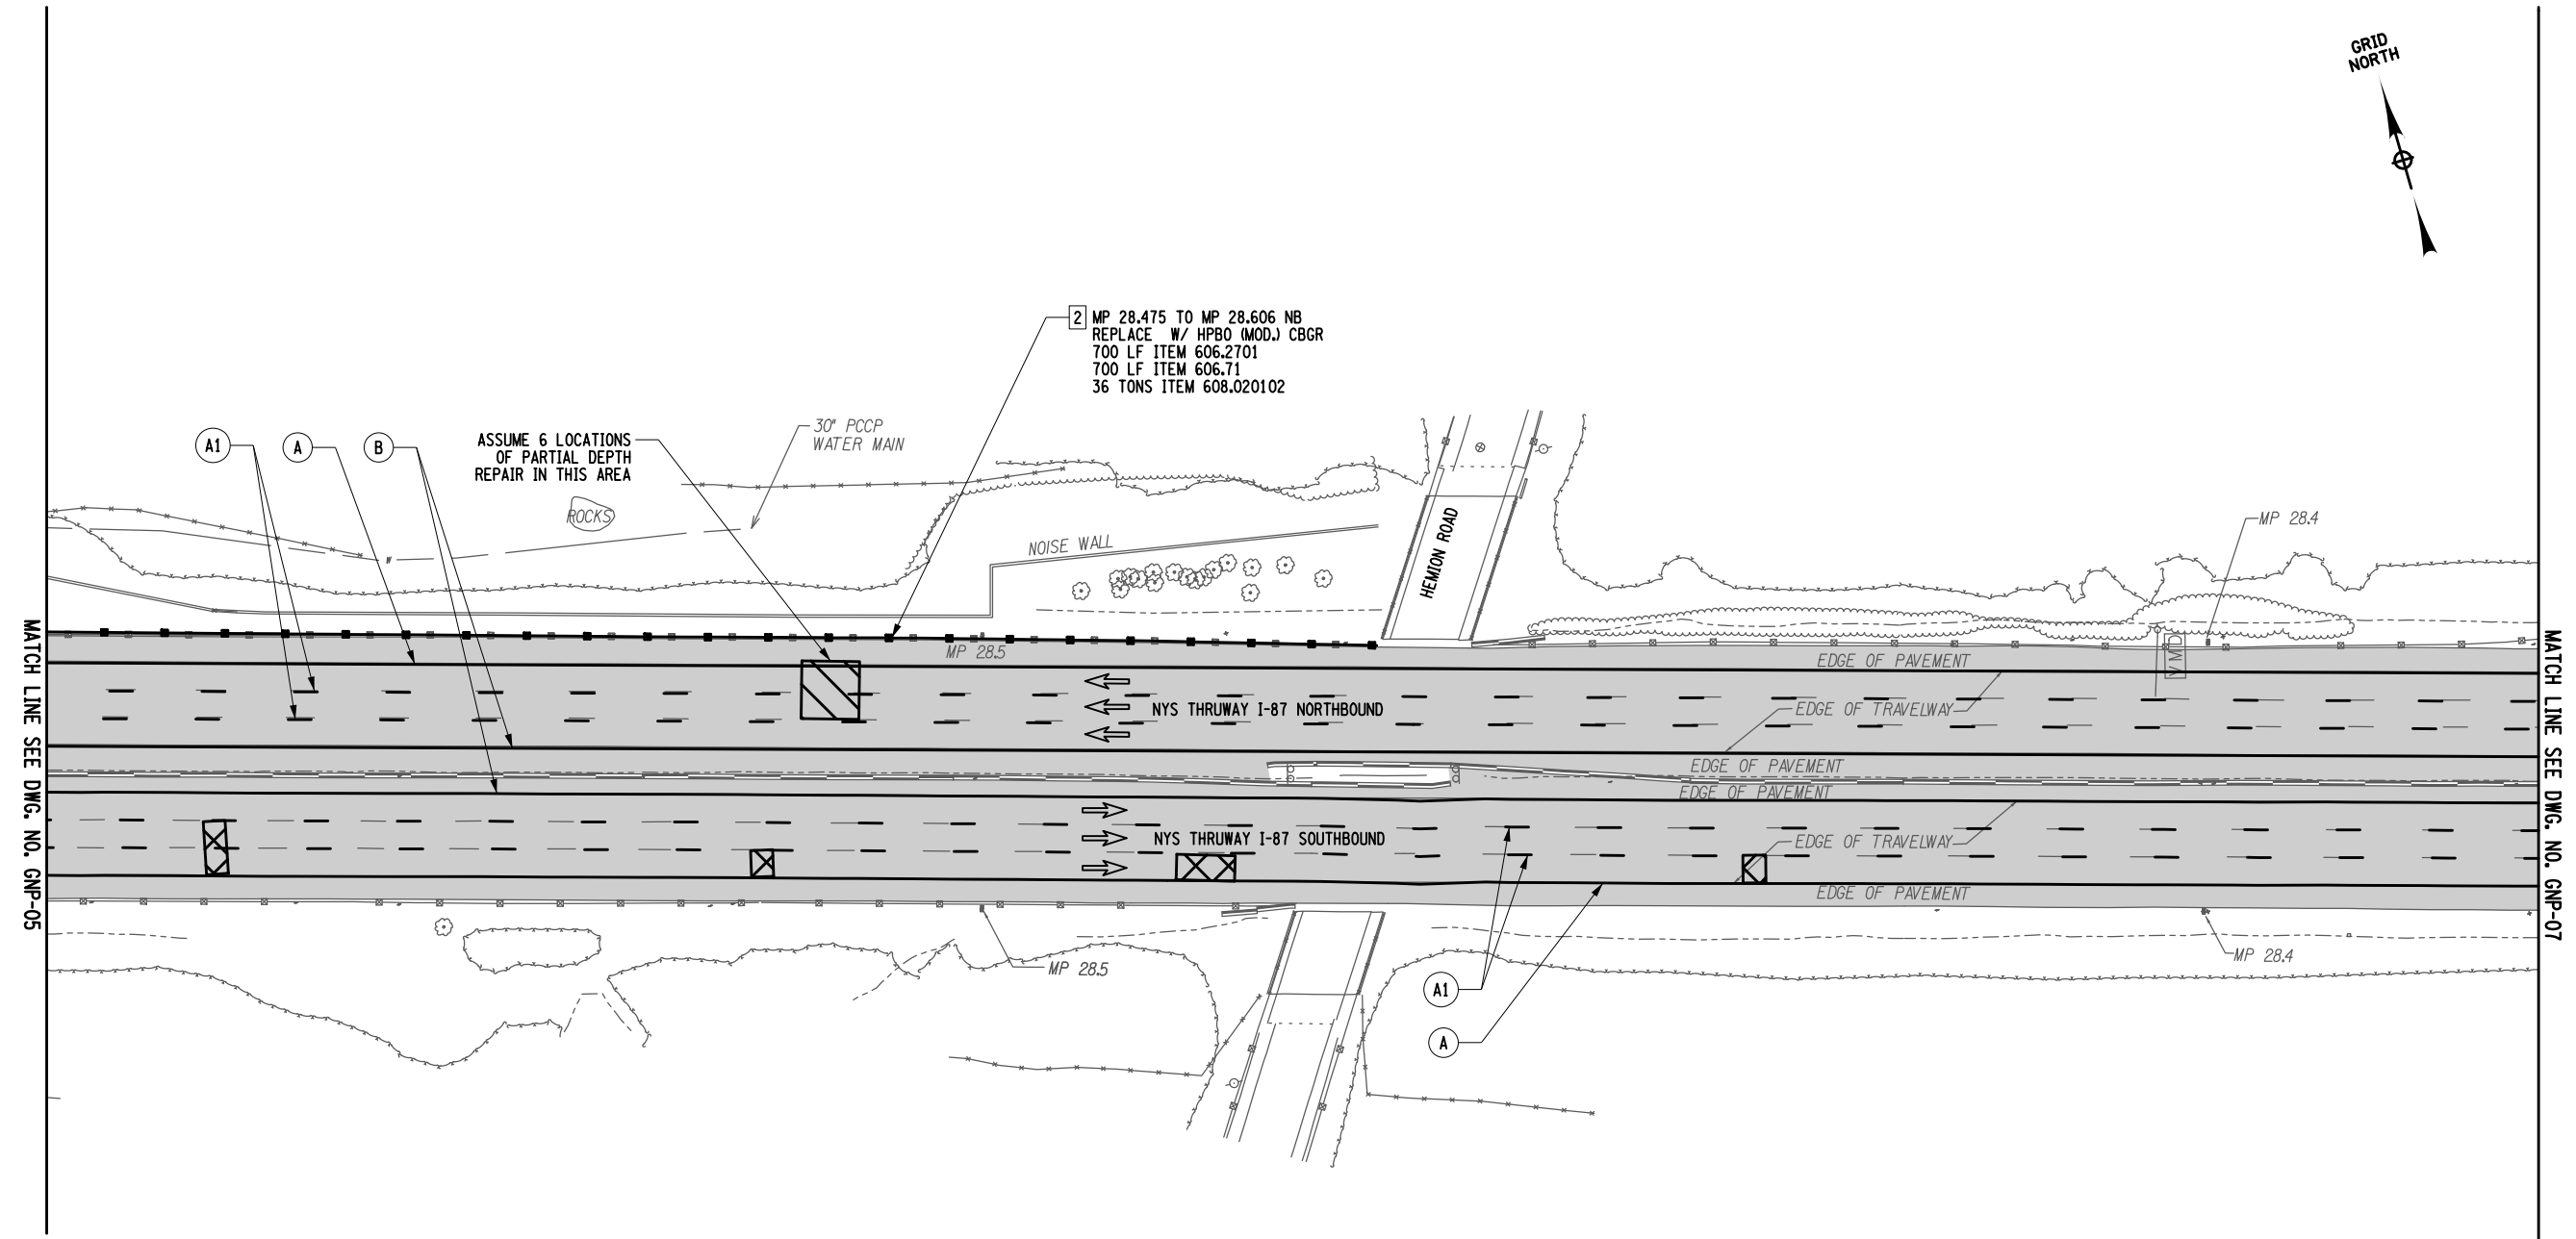 GRID
NORTH
2 MP 28.475 TO MP 28.606 NB
REPLACE W/ HPBO (MOD.) CBGR
700 LF ITEM 606.2701
700 LF ITEM 606.71
36 TONS ITEM 608.020102
A1
A
B
ASSUME 6 LOCATIONS
OF PARTIAL DEPTH
REPAIR IN THIS AREA
30" PCCP
WATER MAIN
ROCKS
NOISE WALL
HEMION ROAD
MP 28.4
MATCH LINE SEE DWG. NO. GNP-05
MATCH LINE SEE DWG. NO. GNP-07
MP 28.5
VMD
EDGE OF PAVEMENT
NYS THRUWAY I-87 NORTHBOUND
EDGE OF TRAVELWAY
EDGE OF PAVEMENT
EDGE OF PAVEMENT
NYS THRUWAY I-87 SOUTHBOUND
EDGE OF TRAVELWAY
EDGE OF PAVEMENT
MP 28.5
MP 28.4
A1
A